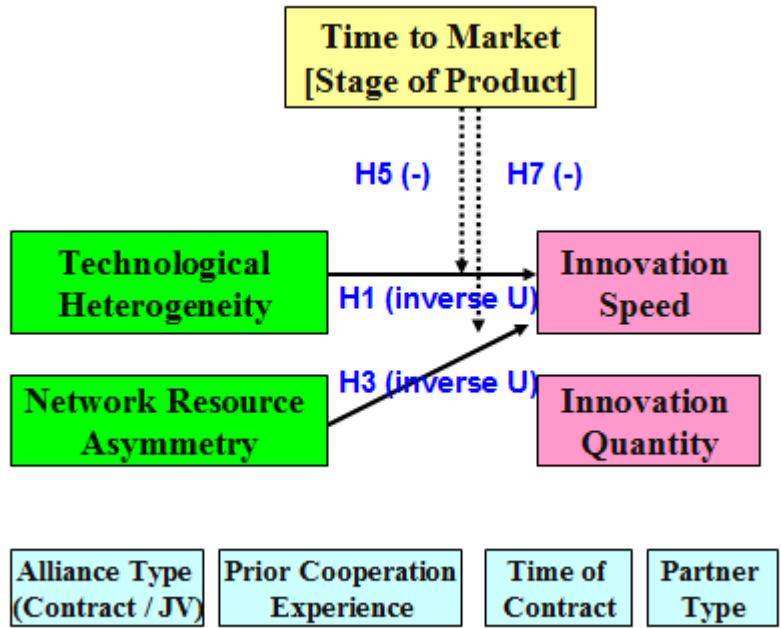 Time to Market
[Stage of Product]
H5 (-)
H7 (-)
Technological
Heterogeneity
H1 (inverse U)
Innovation
Speed
Network Resource
Asymmetry
H3 (inverse U)
Innovation
Quantity
Alliance Type
(Contract / JV)
Prior Cooperation
Experience
Time of
Contract
Partner
Type